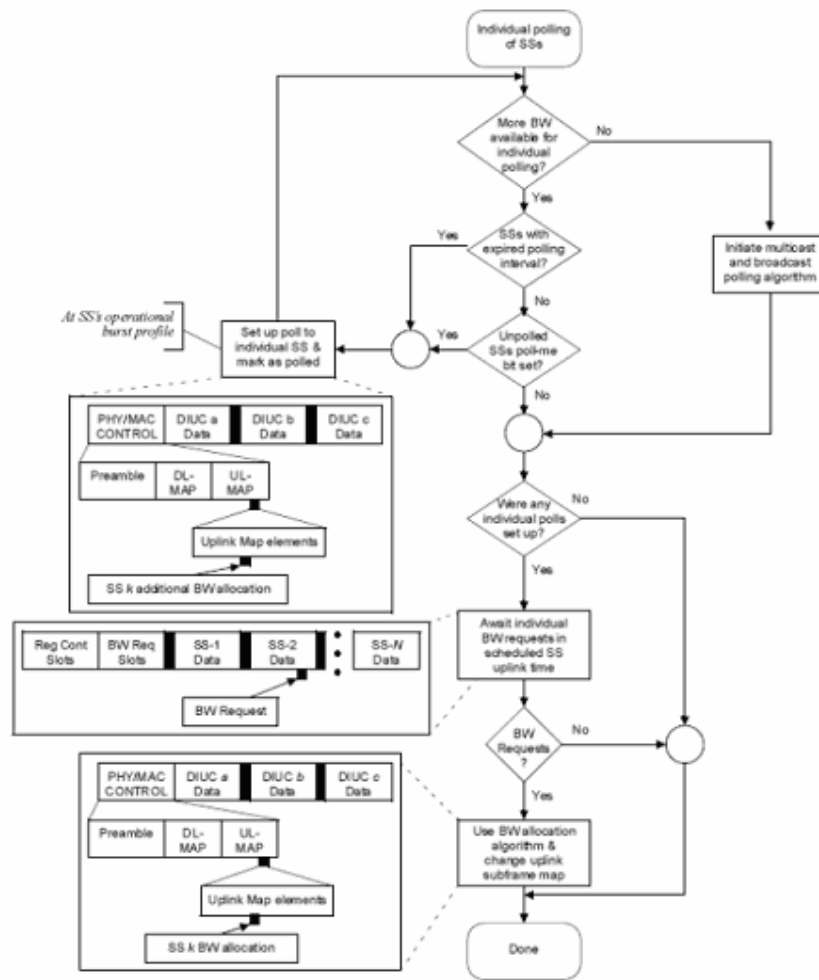 Individual polling
of SSs
More BW
available for
individual
polling?
No
Yes
SSs with
expired polling
interval?
Yes
No
Initiate multicast
and broadcast
polling algorithm
At SS's operational
burst profile
Set up poll to
individual SS &
mark as polled
Yes
Unpolled
SSs poll-me
bit set?
No
PHY/MAC
CONTROL
DIUC a
Data
DIUC b
Data
DIUC c
Data
Preamble
DL-
MAP
UL-
MAP
Uplink Map elements
SS k additional BW allocation
Were any
individual polls
set up?
No
Yes
Reg Cont
Slots
BW Req
Slots
SS-1
Data
SS-2
Data
SS-N
Data
BW Request
Await individual
BW requests in
scheduled SS
uplink time
BW
Requests
?
No
Yes
PHY/MAC
CONTROL
DIUC a
Data
DIUC b
Data
DIUC c
Data
Preamble
DL-
MAP
UL-
MAP
Uplink Map elements
SS k BW allocation
Use BW allocation
algorithm &
change uplink
subframe map
Done